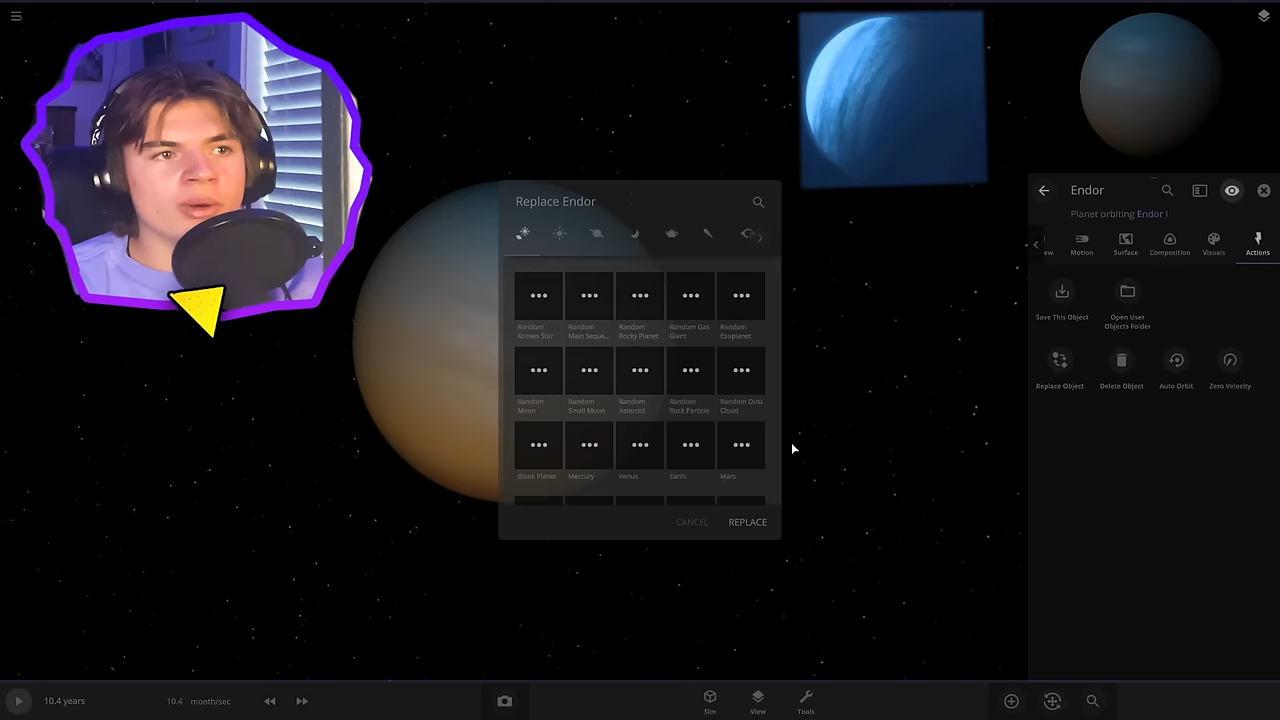 Replace Endor
Random Known Star
Random Main Seque...
Random Rocky Planet
Random Gas Giant
Random Exoplanet
Random Moon
Random Small Moon
Random Asteroid
Random Rock Particle
Random Dust Cloud
Blank Planet
Mercury
Venus
Earth
Mars
CANCEL
REPLACE
Endor
Planet orbiting Endor I
ew
Motion
Surface
Composition
Visuals
Actions
Save This Object
Open User Objects Folder
Replace Object
Delete Object
Auto Orbit
Zero Velocity
10.4 years
10.4 month/sec
Sim
View
Tools